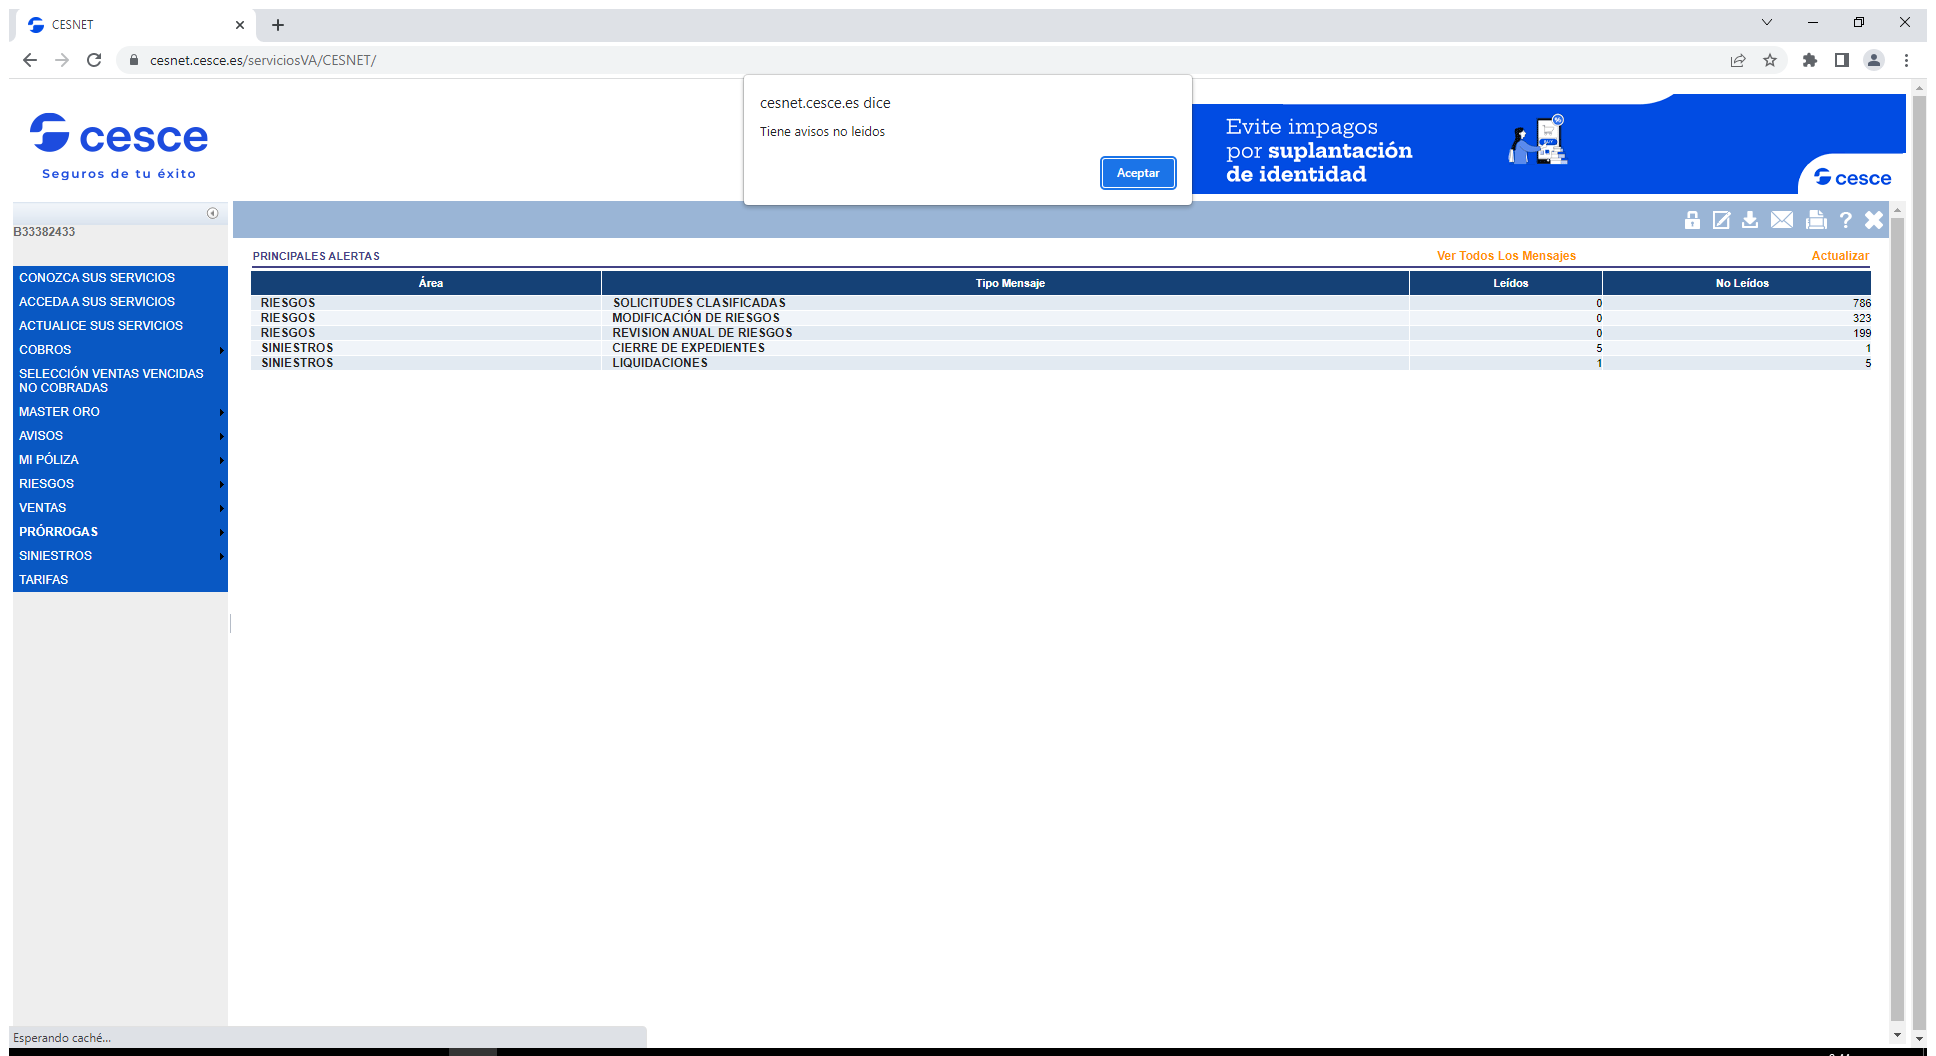 CESNET
cesnet.cesce.es/serviciosVA/CESNET/
cesnet.cesce.es dice
Tiene avisos no leidos
Aceptar
cesce
Seguros de tu éxito
Evite impagos
por suplantación
de identidad
cesce
B33382433
CONOZCA SUS SERVICIOS
ACCEDA A SUS SERVICIOS
ACTUALICE SUS SERVICIOS
COBROS
SELECCIÓN VENTAS VENCIDAS
NO COBRADAS
MASTER ORO
AVISOS
MI PÓLIZA
RIESGOS
VENTAS
PRÓRROGAS
SINIESTROS
TARIFAS
PRINCIPALES ALERTAS Ver Todos Los Mensajes Actualizar
Área Tipo Mensaje Leídos No Leídos
RIESGOS SOLICITUDES CLASIFICADAS 0 786
RIESGOS MODIFICACIÓN DE RIESGOS 0 323
RIESGOS REVISION ANUAL DE RIESGOS 0 199
SINIESTROS CIERRE DE EXPEDIENTES 5 1
SINIESTROS LIQUIDACIONES 1 5
Esperando caché...